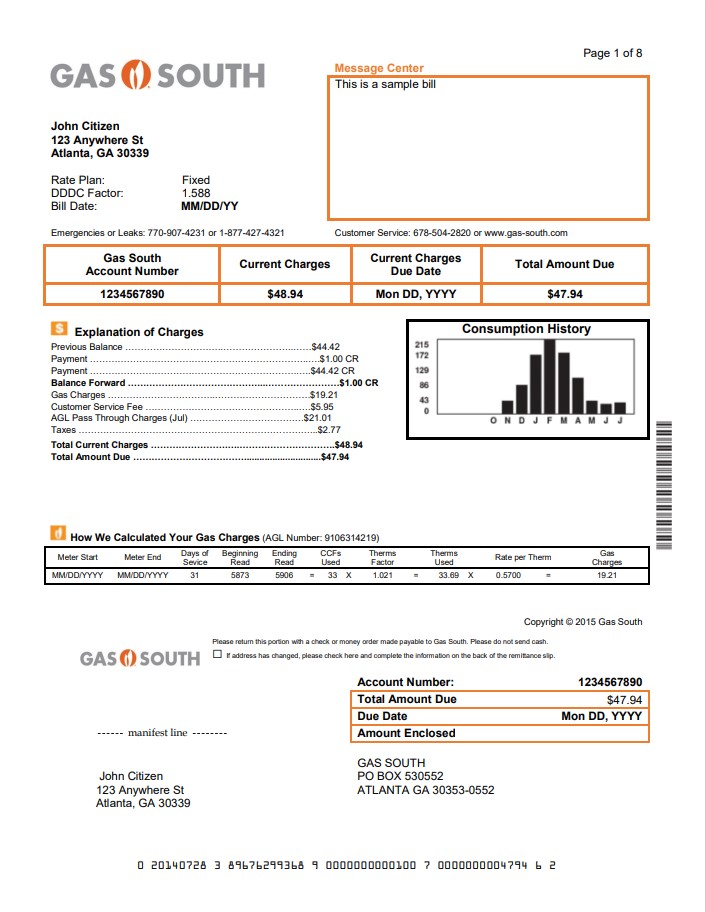 Page 1 of 8
GAS SOUTH
Message Center
This is a sample bill
John Citizen
123 Anywhere St
Atlanta, GA 30339
Rate Plan: Fixed
DDDC Factor: 1.588
Bill Date: MM/DD/YY
Emergencies or Leaks: 770-907-4231 or 1-877-427-4321
Customer Service: 678-504-2820 or www.gas-south.com
Gas South Account Number Current Charges Current Charges Due Date Total Amount Due
1234567890 $48.94 Mon DD, YYYY $47.94
$ Explanation of Charges
Previous Balance ........................................................$44.42
Payment ........................................................$1.00 CR
Payment ........................................................$44.42 CR
Balance Forward ........................................................$1.00 CR
Gas Charges ........................................................$19.21
Customer Service Fee ........................................................$5.95
AGL Pass Through Charges (Jul) ........................................................$21.01
Taxes ........................................................$2.77
Total Current Charges ........................................................$48.94
Total Amount Due ........................................................$47.94
Consumption History
215
172
129
86
43
0
O N D J F M A M J J
How We Calculated Your Gas Charges (AGL Number: 9106314219)
Meter Start Meter End Days of Sevice Beginning Read Ending Read CCFs Used Therms Factor Therms Used Rate per Therm Gas Charges
MM/DD/YYYY MM/DD/YYYY 31 5873 5906 = 33 X 1.021 = 33.69 X 0.5700 = 19.21
Copyright © 2015 Gas South
GAS SOUTH
Please return this portion with a check or money order made payable to Gas South. Please do not send cash.
If address has changed, please check here and complete the information on the back of the remittance slip.
Account Number: 1234567890
Total Amount Due $47.94
Due Date Mon DD, YYYY
Amount Enclosed
------ manifest line --------
John Citizen
123 Anywhere St
Atlanta, GA 30339
GAS SOUTH
PO BOX 530552
ATLANTA GA 30353-0552
0 20140728 3 89676299368 9 0000000000100 7 0000000004794 6 2